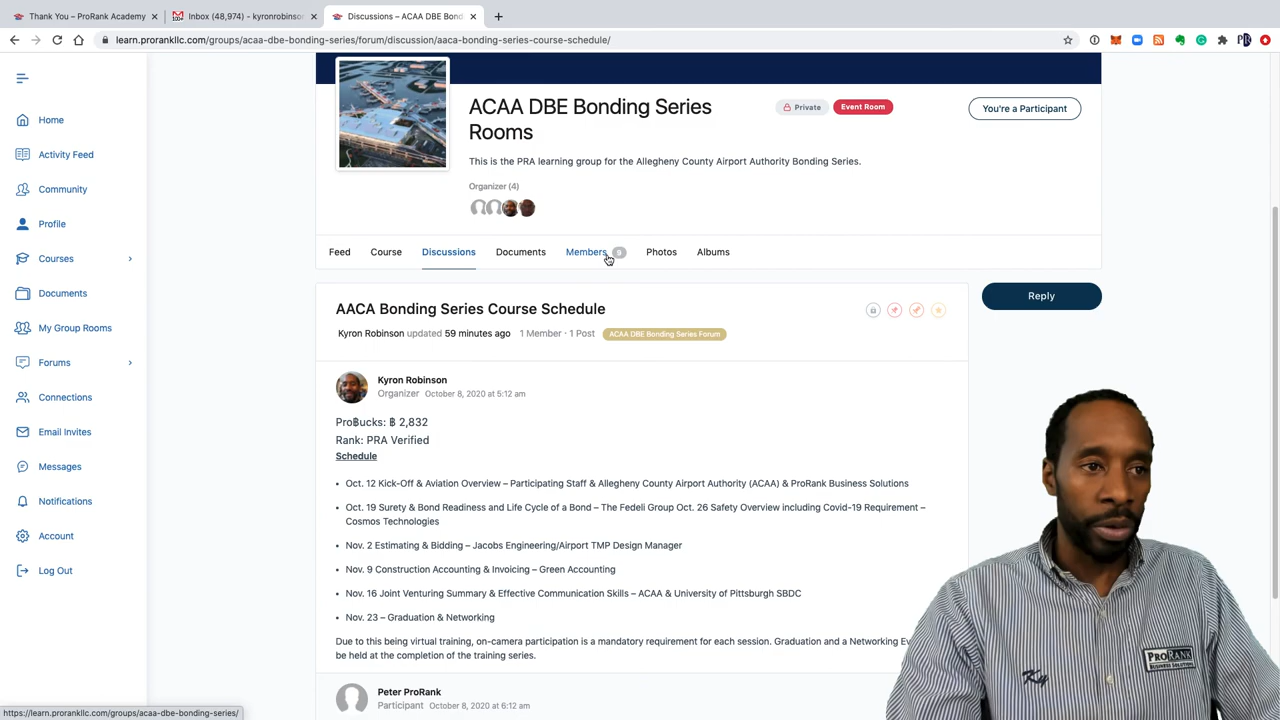 Thank You – ProRank Academy
Inbox (48,974) - kyronrobinso
Discussions – ACAA DBE Bond
learn.prorankllc.com/groups/acaa-dbe-bonding-series/forum/discussion/aaca-bonding-series-course-schedule/
ACAA DBE Bonding Series
Rooms
Private
Event Room
You're a Participant
This is the PRA learning group for the Allegheny County Airport Authority Bonding Series.
Organizer (4)
Home
Activity Feed
Community
Profile
Courses
Documents
My Group Rooms
Forums
Connections
Email Invites
Messages
Notifications
Account
Log Out
Feed
Course
Discussions
Documents
Members 9
Photos
Albums
AACA Bonding Series Course Schedule
Kyron Robinson updated 59 minutes ago 1 Member · 1 Post ACAA DBE Bonding Series Forum
Reply
Kyron Robinson
Organizer October 8, 2020 at 5:12 am
Pro฿ucks: ฿ 2,832
Rank: PRA Verified
Schedule
• Oct. 12 Kick-Off & Aviation Overview – Participating Staff & Allegheny County Airport Authority (ACAA) & ProRank Business Solutions
• Oct. 19 Surety & Bond Readiness and Life Cycle of a Bond – The Fedeli Group Oct. 26 Safety Overview including Covid-19 Requirement –
Cosmos Technologies
• Nov. 2 Estimating & Bidding – Jacobs Engineering/Airport TMP Design Manager
• Nov. 9 Construction Accounting & Invoicing – Green Accounting
• Nov. 16 Joint Venturing Summary & Effective Communication Skills – ACAA & University of Pittsburgh SBDC
• Nov. 23 – Graduation & Networking
Due to this being virtual training, on-camera participation is a mandatory requirement for each session. Graduation and a Networking Ev
be held at the completion of the training series.
Peter ProRank
Participant October 8, 2020 at 6:12 am
https://learn.prorankllc.com/groups/acaa-dbe-bonding-series/
PRORANK
BUSINESS SOLUTIONS
Ky